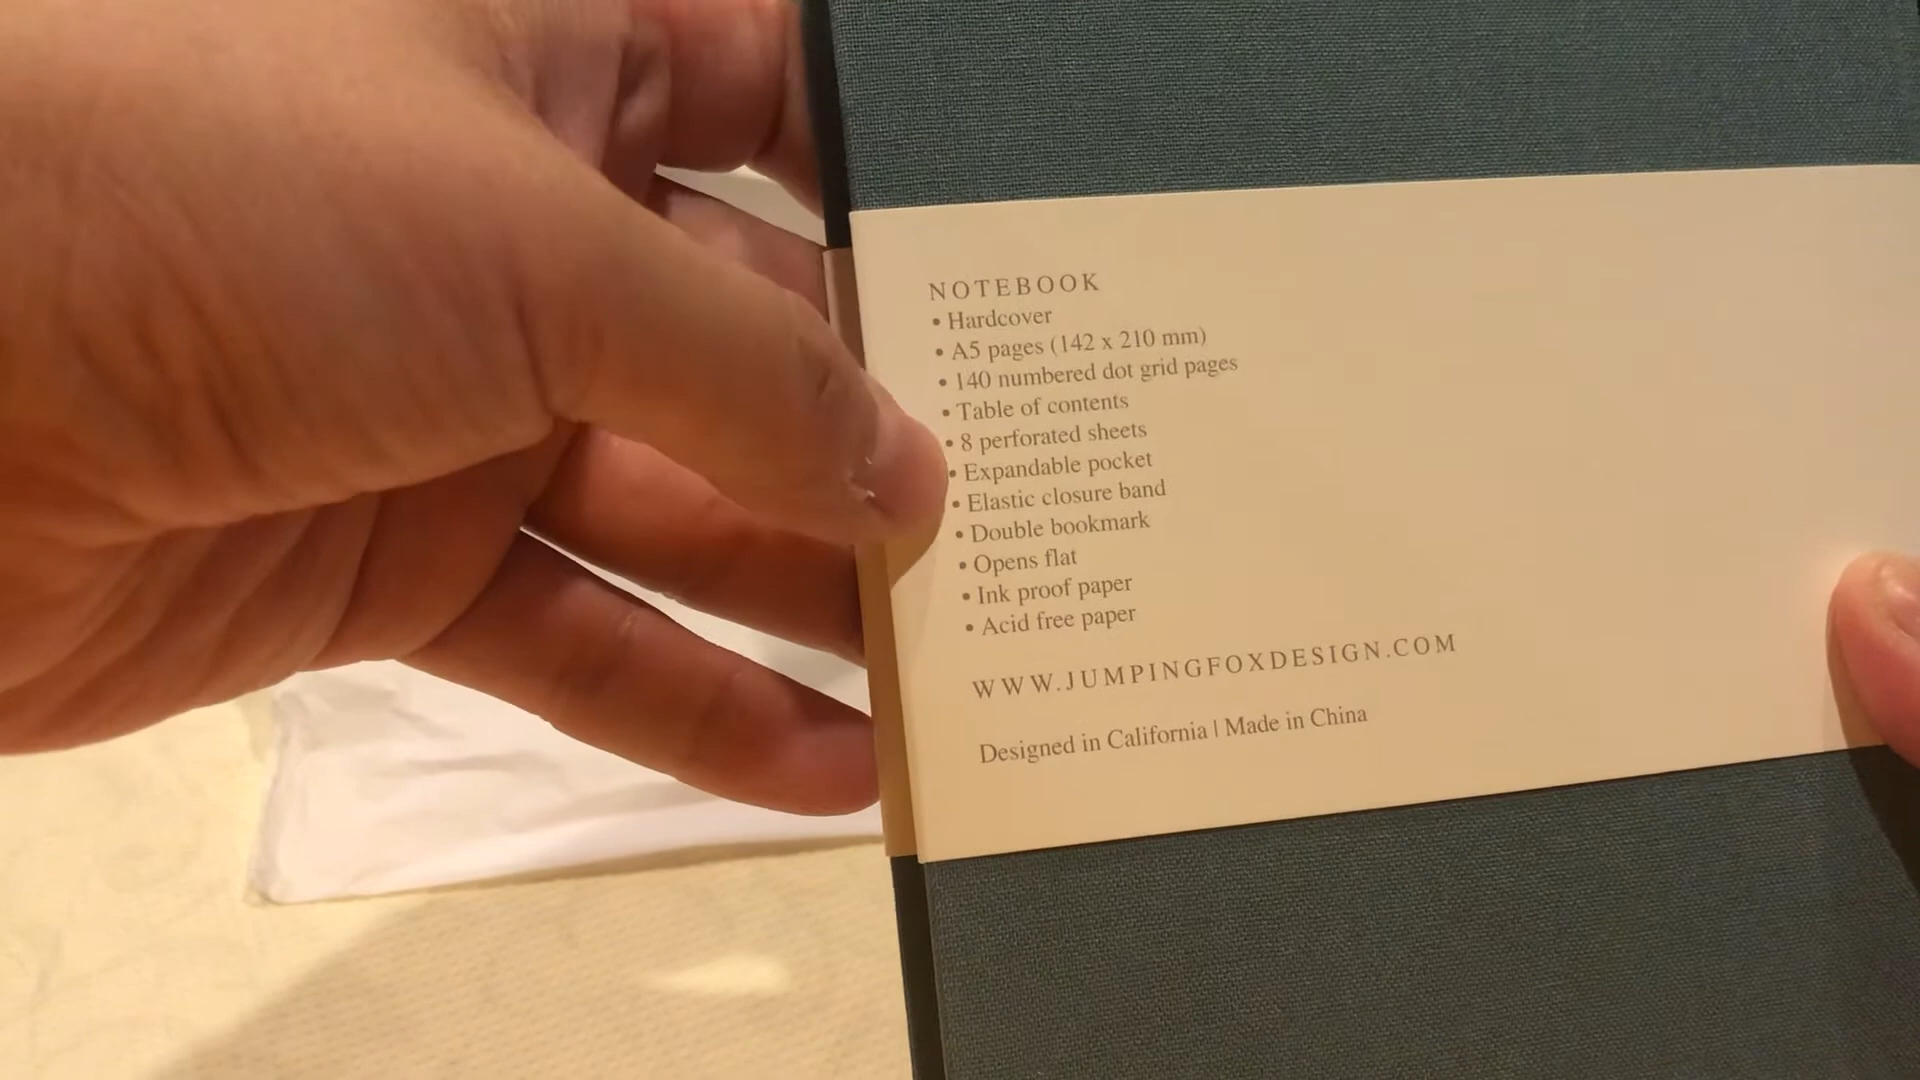 NOTEBOOK
• Hardcover
• A5 pages (142 x 210 mm)
• 140 numbered dot grid pages
• Table of contents
• 8 perforated sheets
• Expandable pocket
• Elastic closure band
• Double bookmark
• Opens flat
• Ink proof paper
• Acid free paper
WWW.JUMPINGFOXDESIGN.COM
Designed in California | Made in China